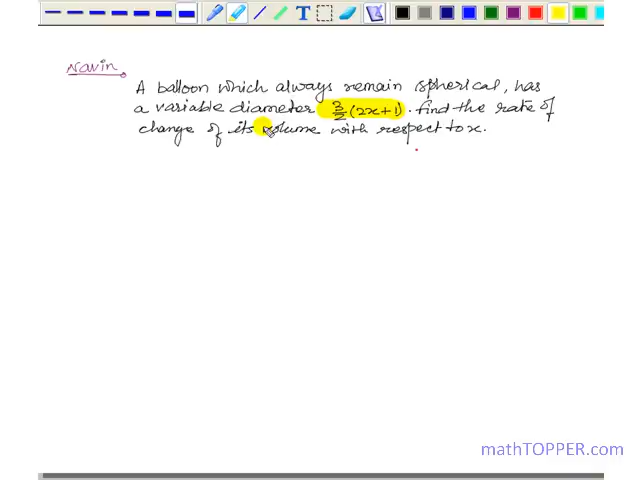 T
Navin
A balloon which always remain spherical, has
a variable diameter 3/2 (2x+1). find the rate of
change of its volume with respect to x.
mathTOPPER.com